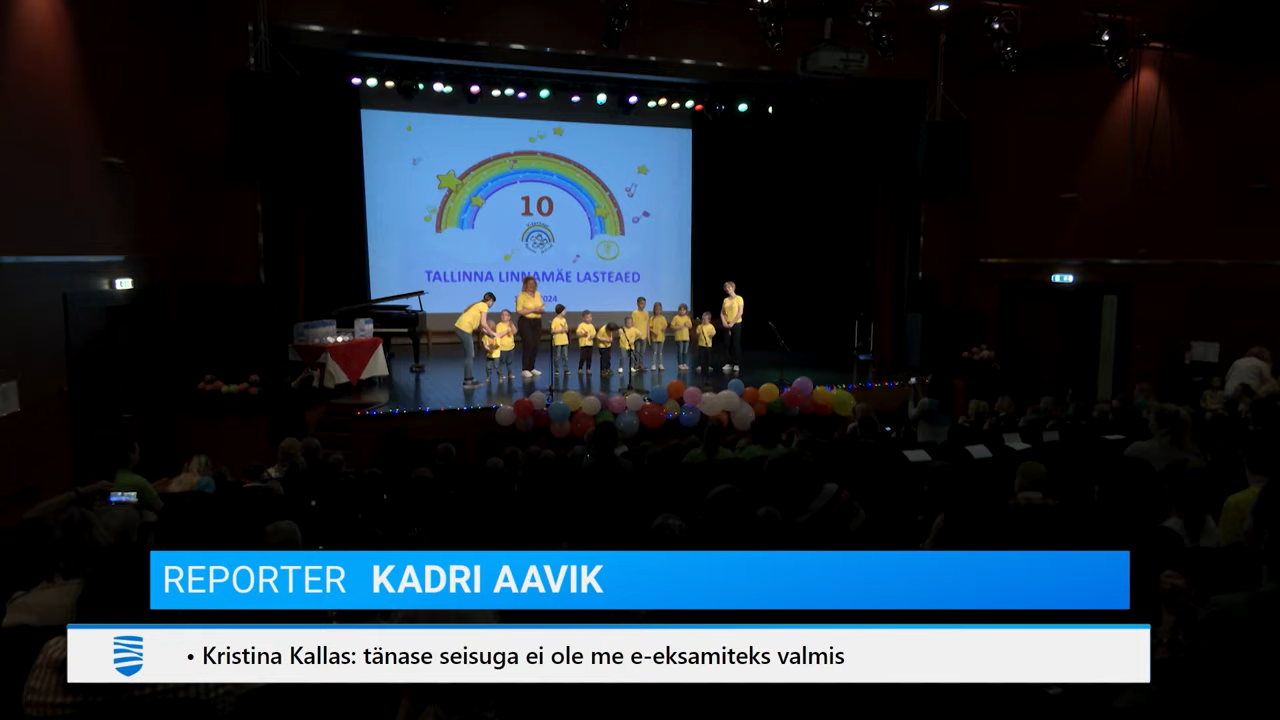 10
TALLINNA LINNAMÄE LASTEAED
REPORTER KADRI AAVIK
• Kristina Kallas: tänase seisuga ei ole me e-eksamiteks valmis